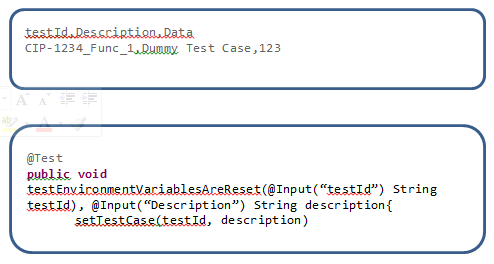 testId,Description,Data
CIP-1234_Func_1,Dummy Test Case,123
@Test
public void
testEnvironmentVariablesAreReset(@Input(“testId”) String
testId), @Input(“Description”) String description{
setTestCase(testId, description)